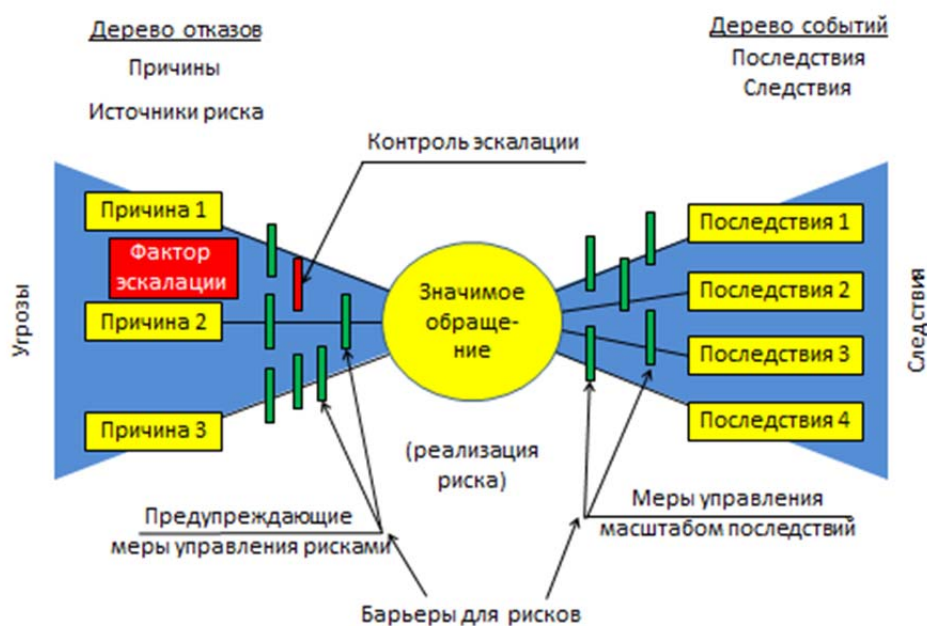 Дерево отказов
Причины
Источники риска
Дерево событий
Последствия
Следствия
Контроль эскалации
Угрозы
Причина 1
Фактор
эскалации
Причина 2
Причина 3
Значимое
обраще-
ние
(реализация
риска)
Последствия 1
Последствия 2
Последствия 3
Последствия 4
Следствия
Предупреждающие
меры управления рисками
Меры управления
масштабом последствий
Барьеры для рисков